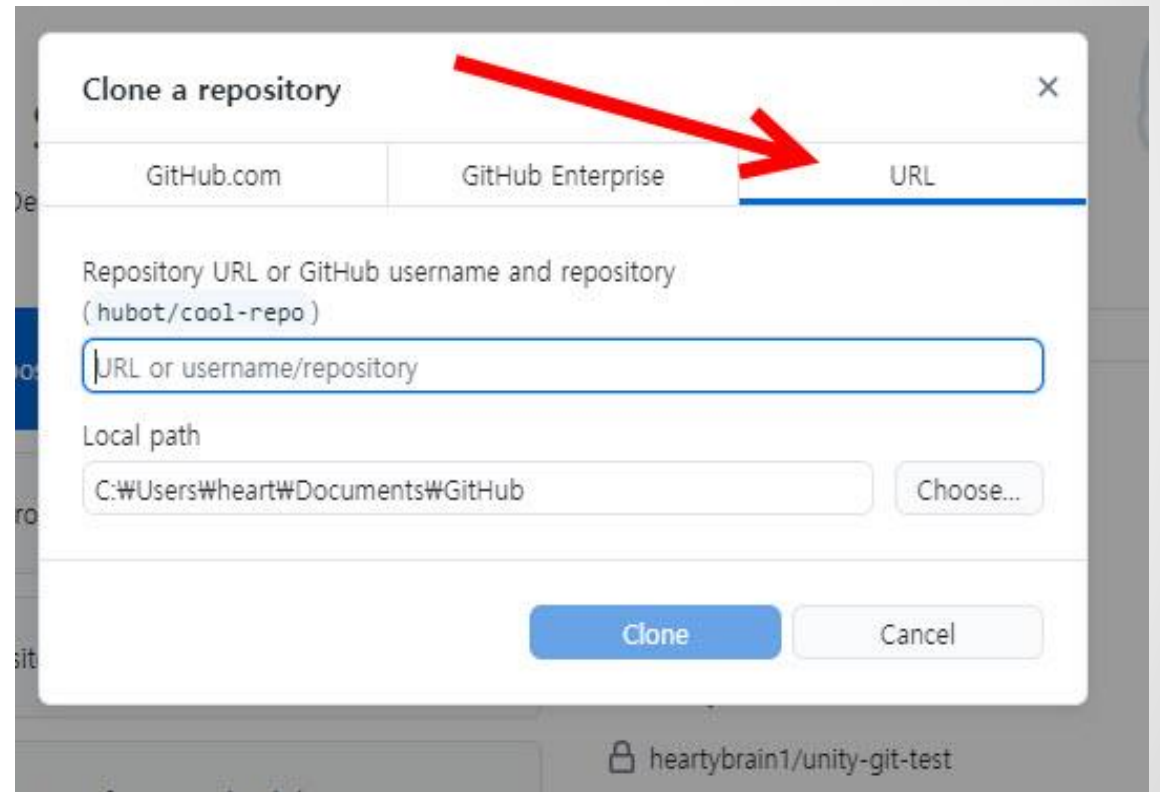 Clone a repository
GitHub.com
GitHub Enterprise
URL
Repository URL or GitHub username and repository
(hubot/cool-repo)
URL or username/repository
Local path
C:₩Users₩heart₩Documents₩GitHub
Choose...
Clone
Cancel
heartybrain1/unity-git-test